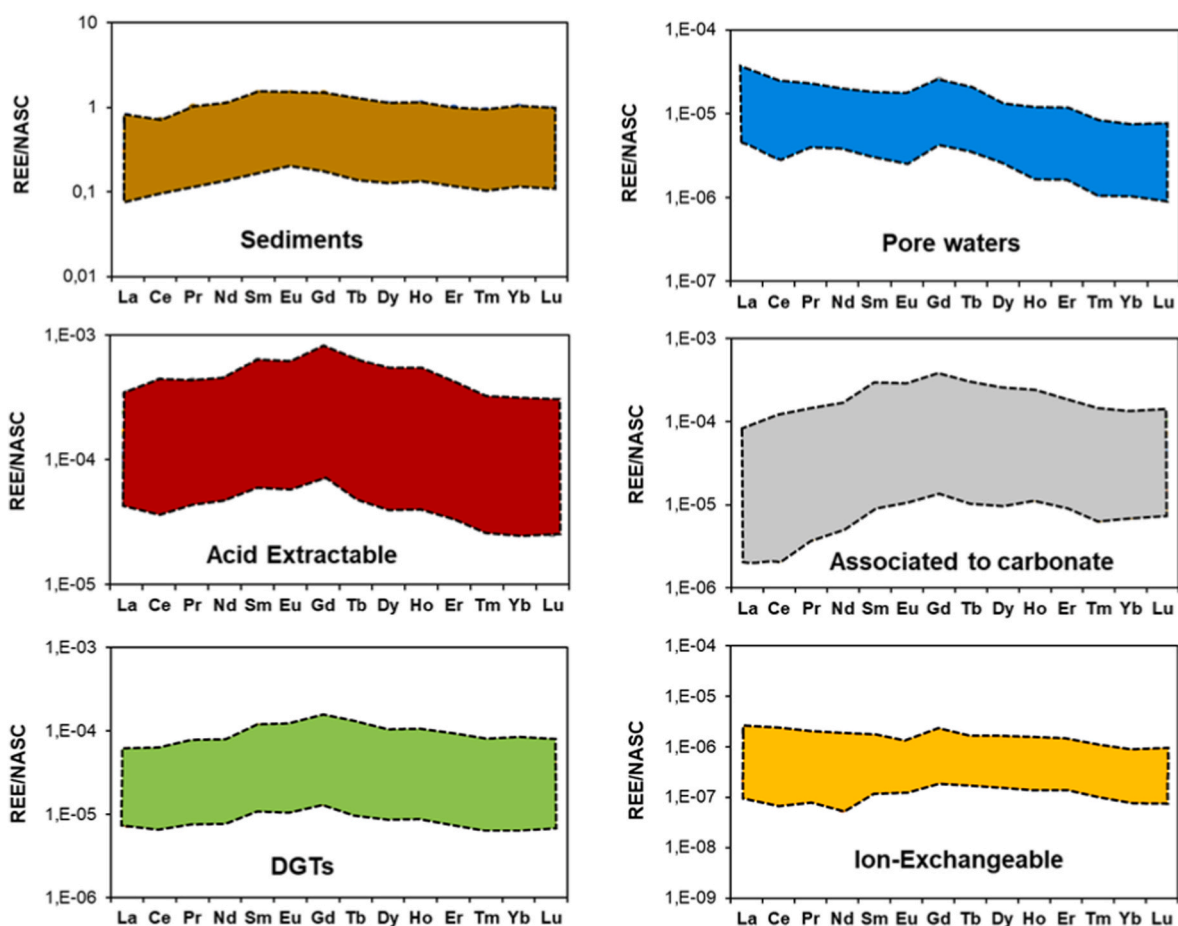 REE/NASC
10
1
0,1
0,01
Sediments
La Ce Pr Nd Sm Eu Gd Tb Dy Ho Er Tm Yb Lu
REE/NASC
1,E-04
1,E-05
1,E-06
1,E-07
Pore waters
La Ce Pr Nd Sm Eu Gd Tb Dy Ho Er Tm Yb Lu
REE/NASC
1,E-03
1,E-04
1,E-05
Acid Extractable
La Ce Pr Nd Sm Eu Gd Tb Dy Ho Er Tm Yb Lu
REE/NASC
1,E-03
1,E-04
1,E-05
1,E-06
Associated to carbonate
La Ce Pr Nd Sm Eu Gd Tb Dy Ho Er Tm Yb Lu
REE/NASC
1,E-03
1,E-04
1,E-05
1,E-06
DGTs
La Ce Pr Nd Sm Eu Gd Tb Dy Ho Er Tm Yb Lu
REE/NASC
1,E-04
1,E-05
1,E-06
1,E-07
1,E-08
1,E-09
Ion-Exchangeable
La Ce Pr Nd Sm Eu Gd Tb Dy Ho Er Tm Yb Lu